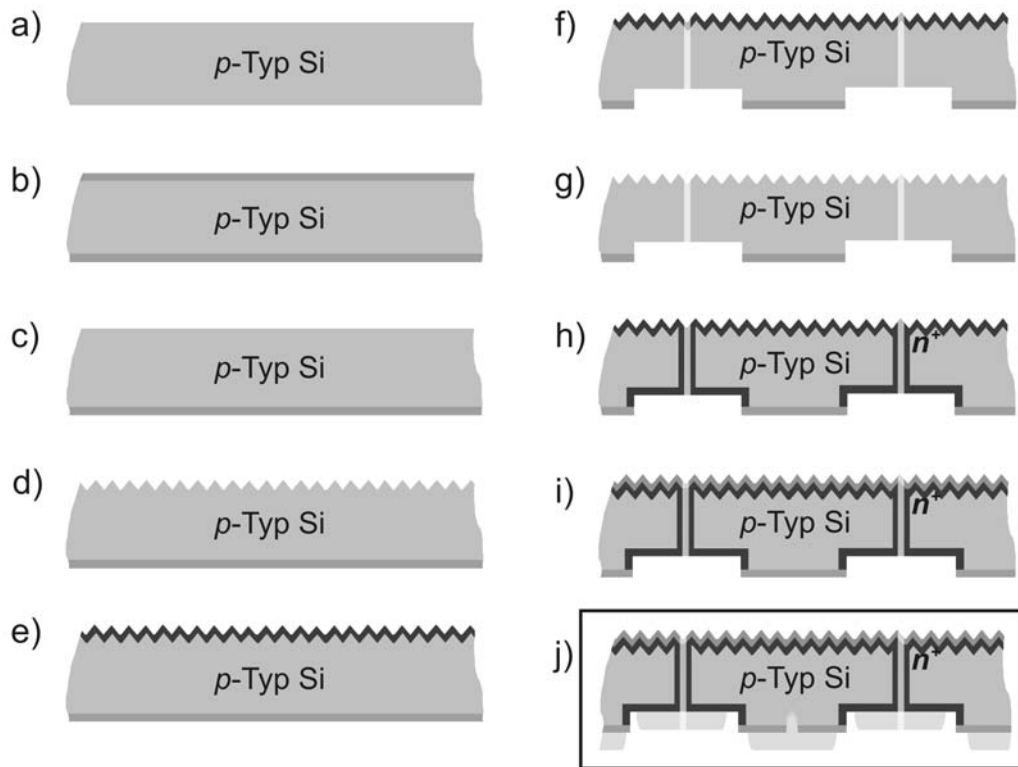 a)
p-Typ Si
b)
p-Typ Si
c)
p-Typ Si
d)
p-Typ Si
e)
p-Typ Si
f)
p-Typ Si
g)
p-Typ Si
h)
p-Typ Si
n+
i)
p-Typ Si
n+
j)
p-Typ Si
n+